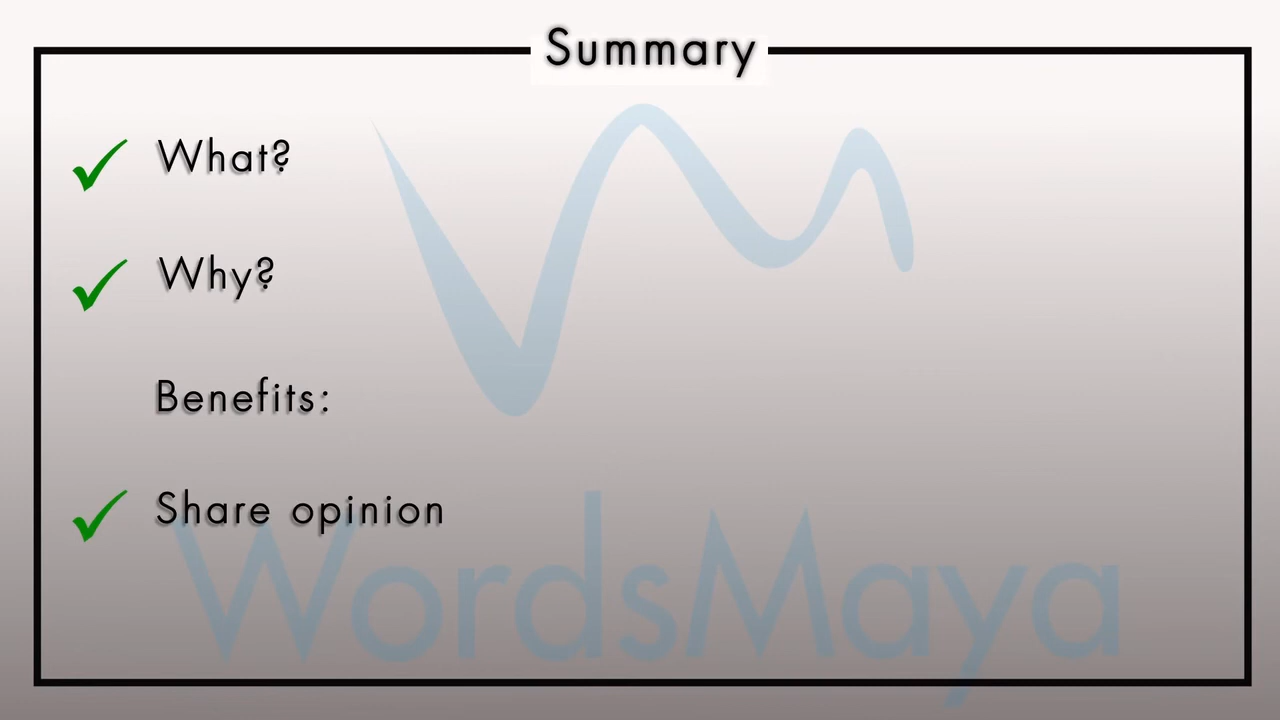 Summary
What?
Why?
Benefits:
Share opinion
WordsMaya